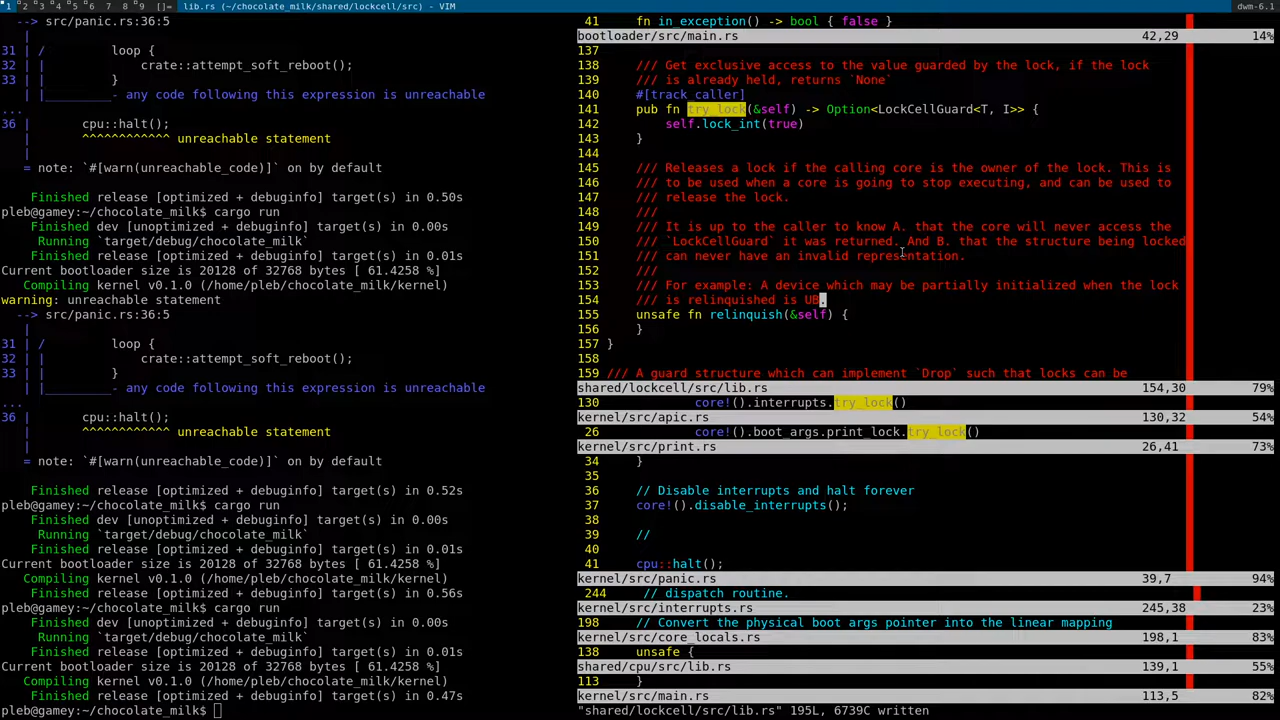 1 2 3 4 5 6 7 8 9 []= lib.rs (~/chocolate_milk/shared/lockcell/src) - VIM dwm-6.1
--> src/panic.rs:36:5
|
31 | / loop {
32 | | crate::attempt_soft_reboot();
33 | | }
| |________- any code following this expression is unreachable
...
36 | cpu::halt();
| ^^^^^^^^^^^^ unreachable statement
|
= note: `#[warn(unreachable_code)]` on by default
Finished release [optimized + debuginfo] target(s) in 0.50s
pleb@gamey:~/chocolate_milk$ cargo run
Finished dev [unoptimized + debuginfo] target(s) in 0.00s
Running `target/debug/chocolate_milk`
Finished release [optimized + debuginfo] target(s) in 0.01s
Current bootloader size is 20128 of 32768 bytes [ 61.4258 %]
Compiling kernel v0.1.0 (/home/pleb/chocolate_milk/kernel)
warning: unreachable statement
--> src/panic.rs:36:5
|
31 | / loop {
32 | | crate::attempt_soft_reboot();
33 | | }
| |________- any code following this expression is unreachable
...
36 | cpu::halt();
| ^^^^^^^^^^^^ unreachable statement
|
= note: `#[warn(unreachable_code)]` on by default
Finished release [optimized + debuginfo] target(s) in 0.52s
pleb@gamey:~/chocolate_milk$ cargo run
Finished dev [unoptimized + debuginfo] target(s) in 0.00s
Running `target/debug/chocolate_milk`
Finished release [optimized + debuginfo] target(s) in 0.01s
Current bootloader size is 20128 of 32768 bytes [ 61.4258 %]
Compiling kernel v0.1.0 (/home/pleb/chocolate_milk/kernel)
Finished release [optimized + debuginfo] target(s) in 0.56s
pleb@gamey:~/chocolate_milk$ cargo run
Finished dev [unoptimized + debuginfo] target(s) in 0.00s
Running `target/debug/chocolate_milk`
Finished release [optimized + debuginfo] target(s) in 0.01s
Current bootloader size is 20128 of 32768 bytes [ 61.4258 %]
Compiling kernel v0.1.0 (/home/pleb/chocolate_milk/kernel)
Finished release [optimized + debuginfo] target(s) in 0.47s
pleb@gamey:~/chocolate_milk$
41 fn in_exception() -> bool { false }
bootloader/src/main.rs 42,29 14%
137
138 /// Get exclusive access to the value guarded by the lock, if the lock
139 /// is already held, returns `None`
140 #[track_caller]
141 pub fn try_lock(&self) -> Option<LockCellGuard<T, I>> {
142 self.lock_int(true)
143 }
144
145 /// Releases a lock if the calling core is the owner of the lock. This is
146 /// to be used when a core is going to stop executing, and can be used to
147 /// release the lock.
148 ///
149 /// It is up to the caller to know A. that the core will never access the
150 /// `LockCellGuard` it was returned. And B. that the structure being locked
151 /// can never have an invalid representation.
152 ///
153 /// For example: A device which may be partially initialized when the lock
154 /// is relinquished is UB.
155 unsafe fn relinquish(&self) {
156 }
157 }
158
159 /// A guard structure which can implement `Drop` such that locks can be
shared/lockcell/src/lib.rs 154,30 79%
130 core!().interrupts.try_lock()
kernel/src/apic.rs 130,32 54%
26 core!().boot_args.print_lock.try_lock()
kernel/src/print.rs 26,41 73%
34 }
35
36 // Disable interrupts and halt forever
37 core!().disable_interrupts();
38
39 //
40
41 cpu::halt();
kernel/src/panic.rs 39,7 94%
244 // dispatch routine.
kernel/src/interrupts.rs 245,38 23%
198 // Convert the physical boot args pointer into the linear mapping
kernel/src/core_locals.rs 198,1 83%
138 unsafe {
shared/cpu/src/lib.rs 139,1 55%
113 }
kernel/src/main.rs 113,5 82%
"shared/lockcell/src/lib.rs" 195L, 6739C written